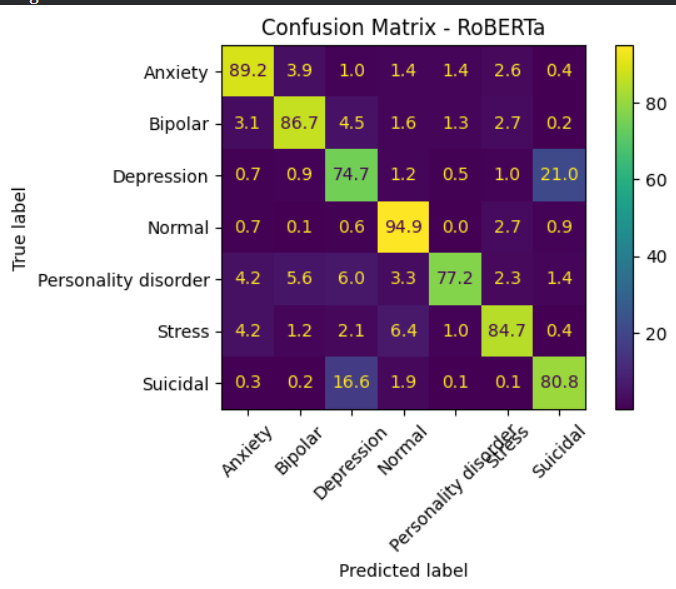 Confusion Matrix - RoBERTa
Anxiety 89.2 3.9 1.0 1.4 1.4 2.6 0.4
Bipolar 3.1 86.7 4.5 1.6 1.3 2.7 0.2
Depression 0.7 0.9 74.7 1.2 0.5 1.0 21.0
Normal 0.7 0.1 0.6 94.9 0.0 2.7 0.9
Personality disorder 4.2 5.6 6.0 3.3 77.2 2.3 1.4
Stress 4.2 1.2 2.1 6.4 1.0 84.7 0.4
Suicidal 0.3 0.2 16.6 1.9 0.1 0.1 80.8
True label
Anxiety
Bipolar
Depression
Normal
Personality disorder
Stress
Suicidal
Predicted label
80
60
40
20